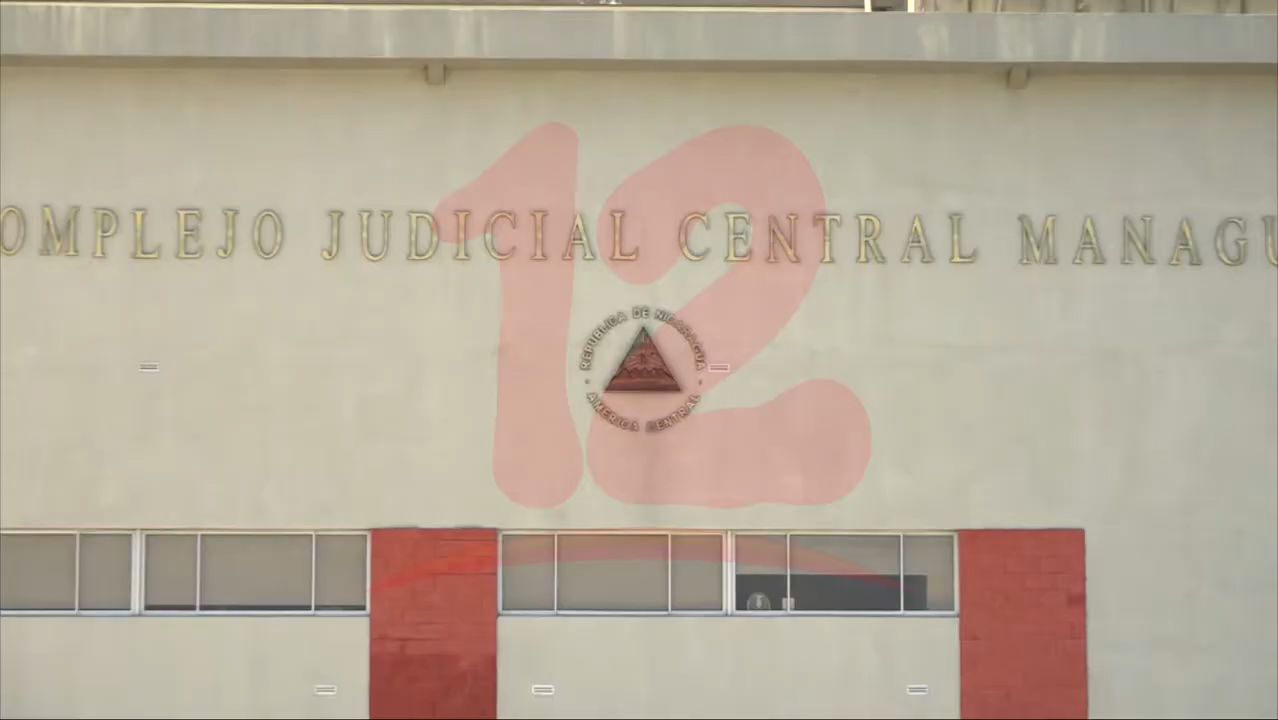 OMPLEJO JUDICIAL CENTRAL MANAGU
12
REPUBLICA DE NICARAGUA
AMERICA CENTRAL